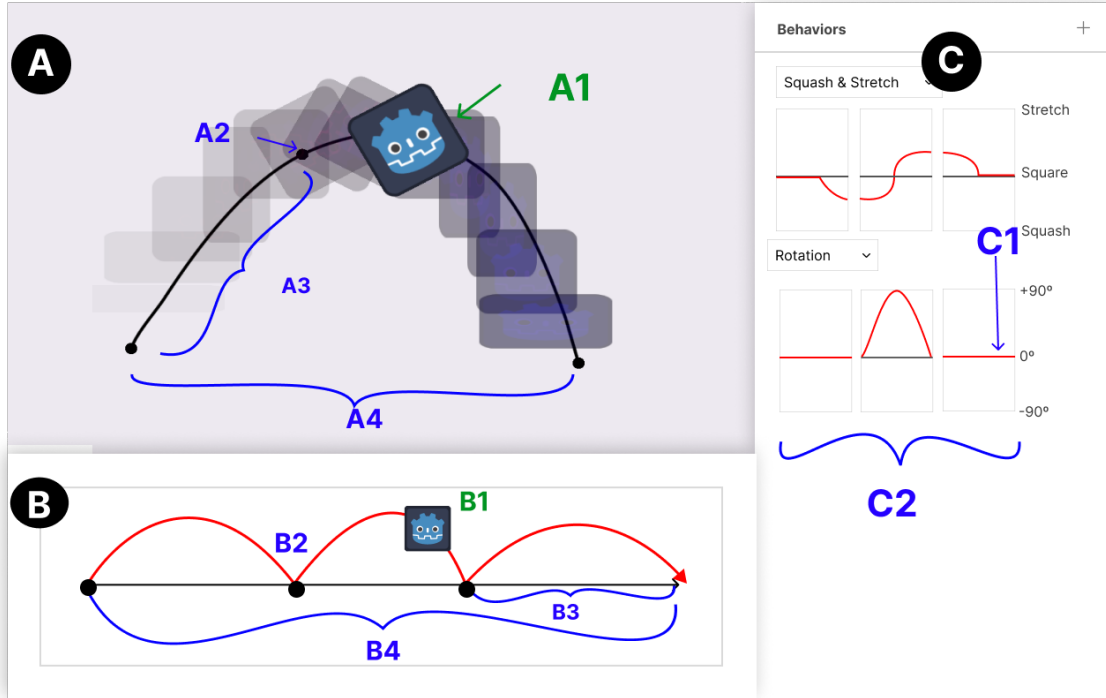 A
A1
A2
A3
A4
B
B1
B2
B3
B4
Behaviors
C
Squash & Stretch
Stretch
Square
Squash
C1
Rotation
+90º
0º
-90º
C2